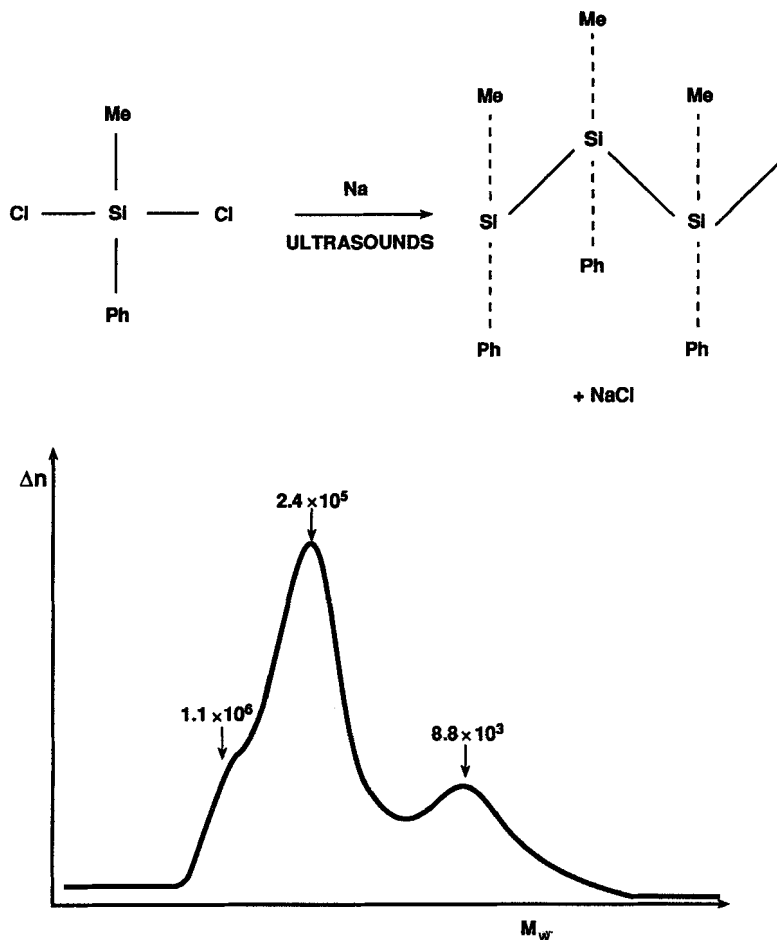 Me
Me Me Me
Si
Cl Si Cl Na Si Si
ULTRASOUNDS
Ph
Ph Ph Ph
+ NaCl
Δn
2.4 × 10⁵
1.1 × 10⁶
8.8 × 10³
M_w